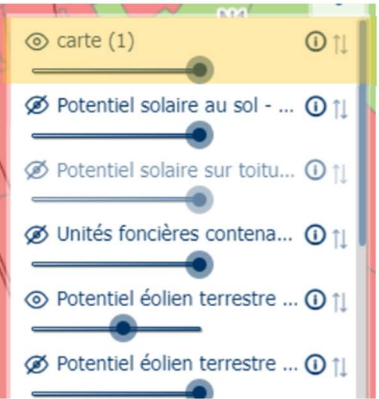 N4
carte (1)
Potentiel solaire au sol - ...
Potentiel solaire sur toitu...
Unités foncières contena...
Potentiel éolien terrestre ...
Potentiel éolien terrestre ...